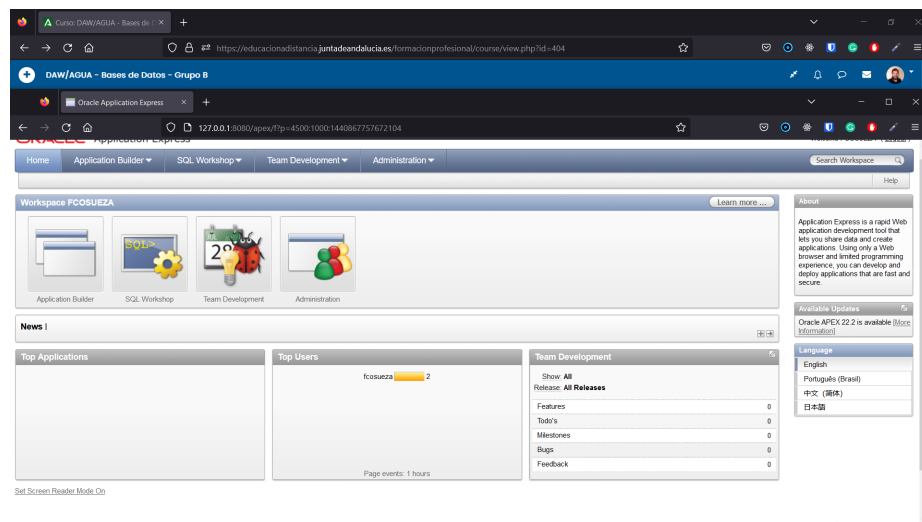 Curso: DAW/AGUA - Bases de D
https://educacionadistancia.juntadeandalucia.es/formacionprofesional/course/view.php?id=404
DAW/AGUA - Bases de Datos - Grupo B
Oracle Application Express
127.0.0.1:8080/apex/f?p=4500:1000:1440867757672104
ORACLE Application Express
Home Application Builder SQL Workshop Team Development Administration
Search Workspace
Help
Workspace FCOSUEZA
Learn more ...
SQL>
Application Builder SQL Workshop Team Development Administration
News
Top Applications
Top Users
fcosueza 2
Page events: 1 hours
Team Development
Show: All
Release: All Releases
Features 0
Todo's 0
Milestones 0
Bugs 0
Feedback 0
About
Application Express is a rapid Web
application development tool that
lets you share data and create
applications. Using only a Web
browser and limited programming
experience, you can develop and
deploy applications that are fast and
secure.
Available Updates
Oracle APEX 22.2 is available [More
Information]
Language
English
Português (Brasil)
中文 (简体)
日本語
Set Screen Reader Mode On